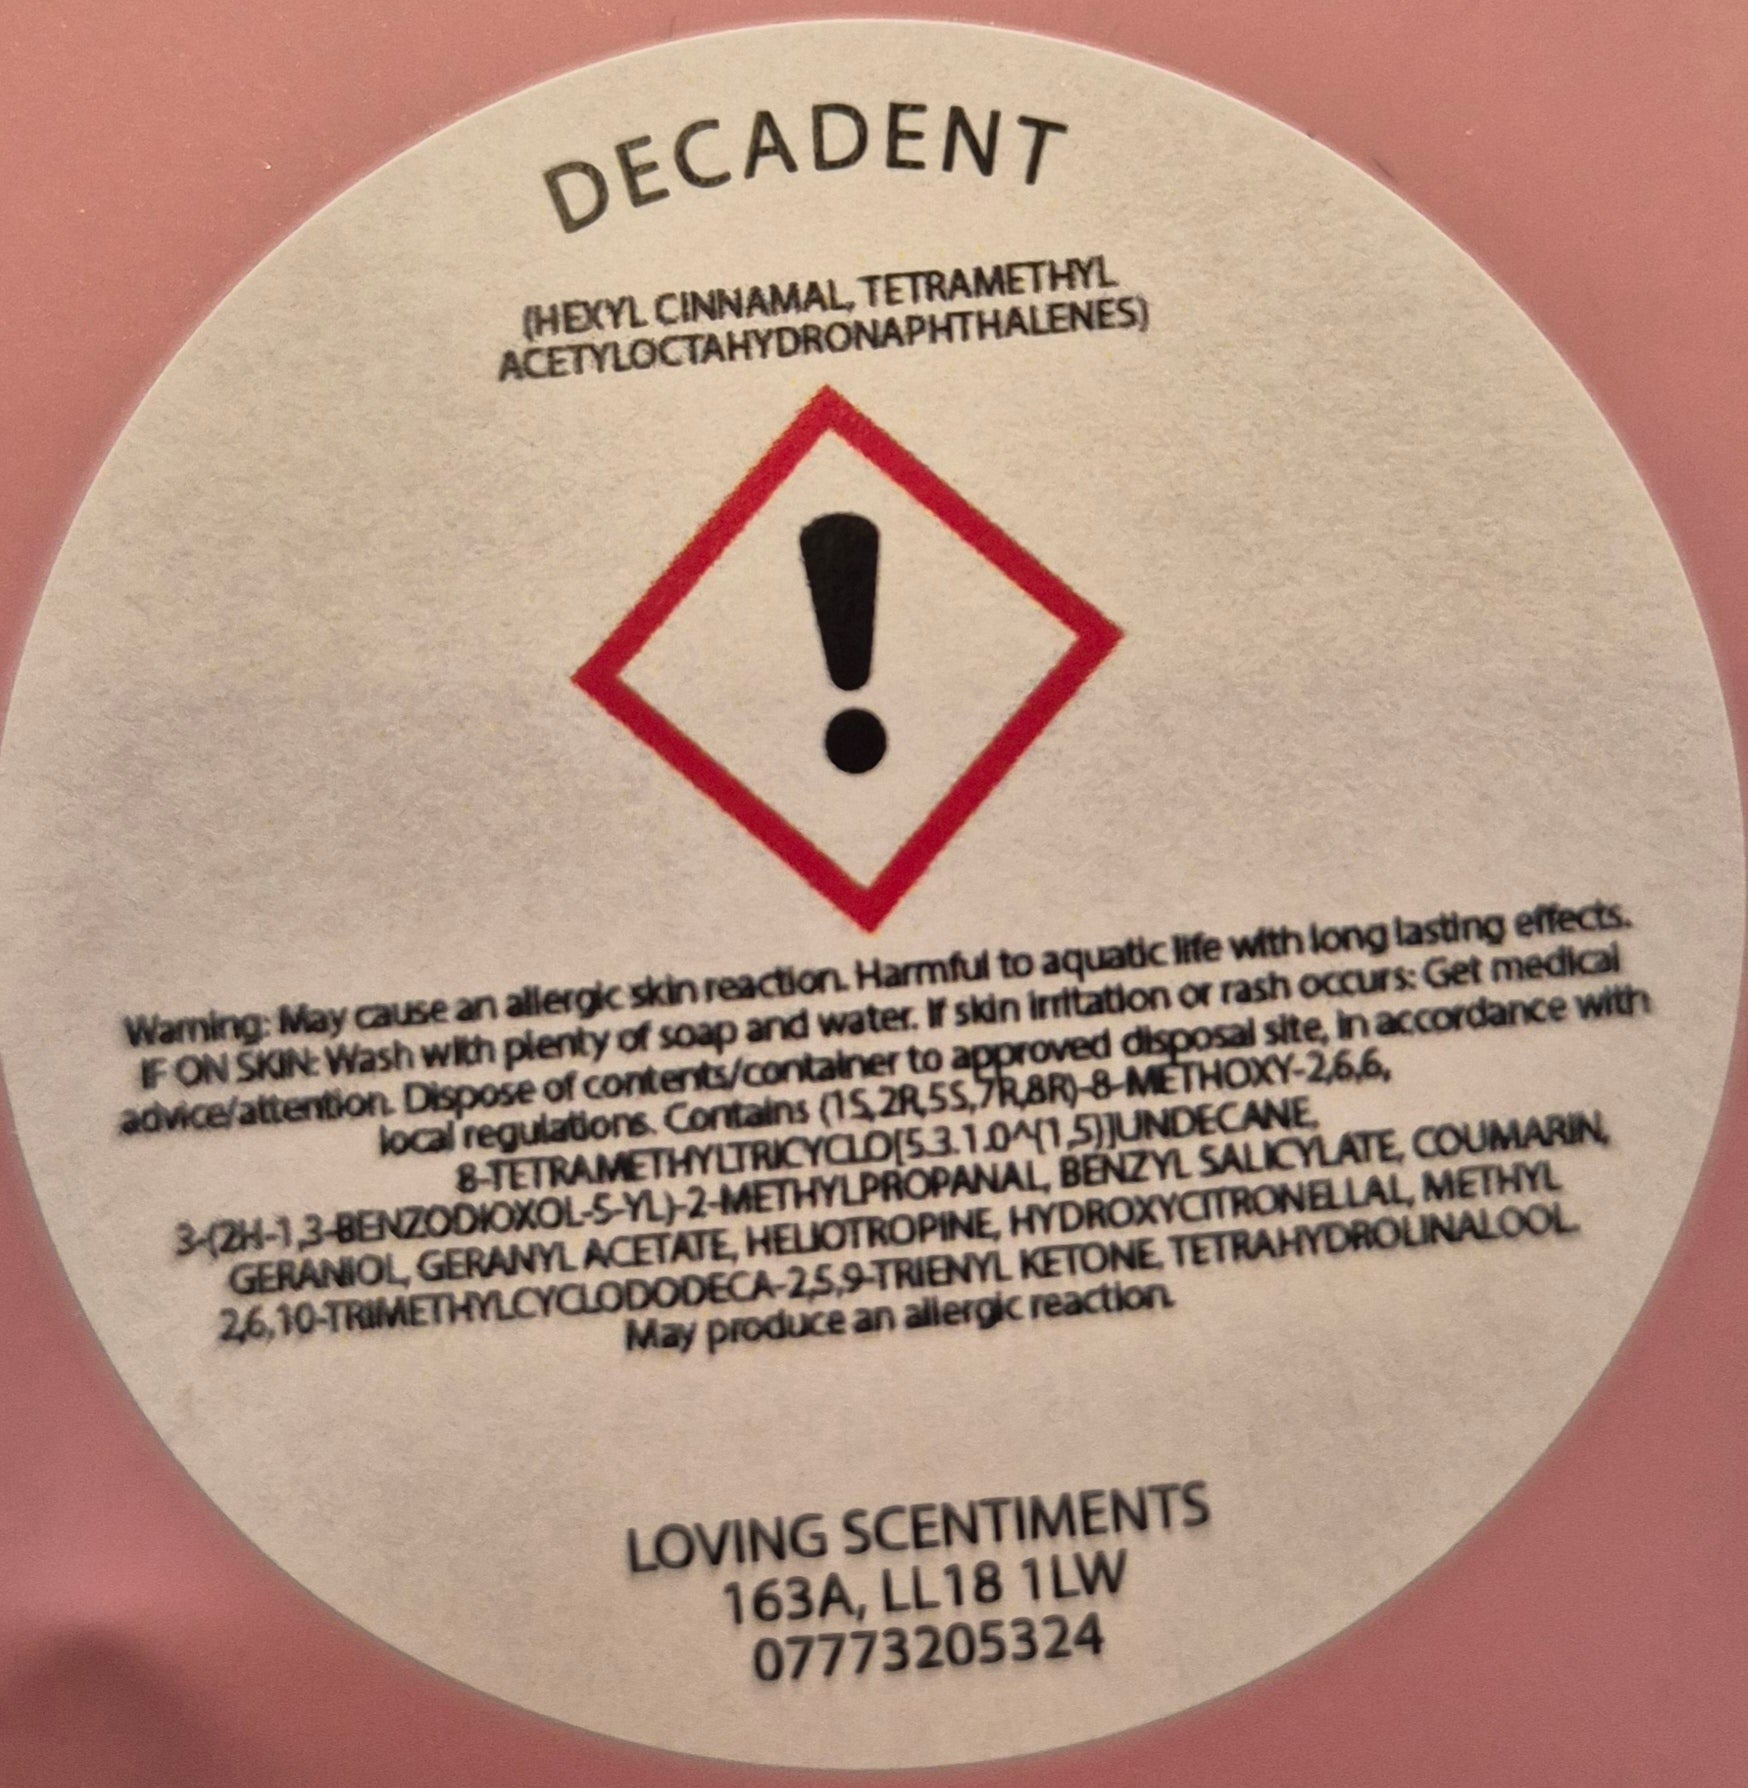 DECADENT
(HEXYL CINNAMAL, TETRAMETHYL
ACETYLOCTAHYDRONAPHTHALENES)
!
Warning: May cause an allergic skin reaction. Harmful to aquatic life with long lasting effects.
IF ON SKIN: Wash with plenty of soap and water. If skin irritation or rash occurs: Get medical
advice/attention. Dispose of contents/container to approved disposal site, in accordance with
local regulations. Contains (1S,2R,5S,7R,8R)-8-METHOXY-2,6,6,
8-TETRAMETHYLTRICYCLO[5.3.1.0^(1,5)]UNDECANE,
3-(2H-1,3-BENZODIOXOL-5-YL)-2-METHYLPROPANAL, BENZYL SALICYLATE, COUMARIN,
GERANIOL, GERANYL ACETATE, HELIOTROPINE, HYDROXYCITRONELLAL, METHYL
2,6,10-TRIMETHYLCYCLODODECA-2,5,9-TRIENYL KETONE, TETRAHYDROLINALOOL.
May produce an allergic reaction.
LOVING SCENTIMENTS
163A, LL18 1LW
07773205324